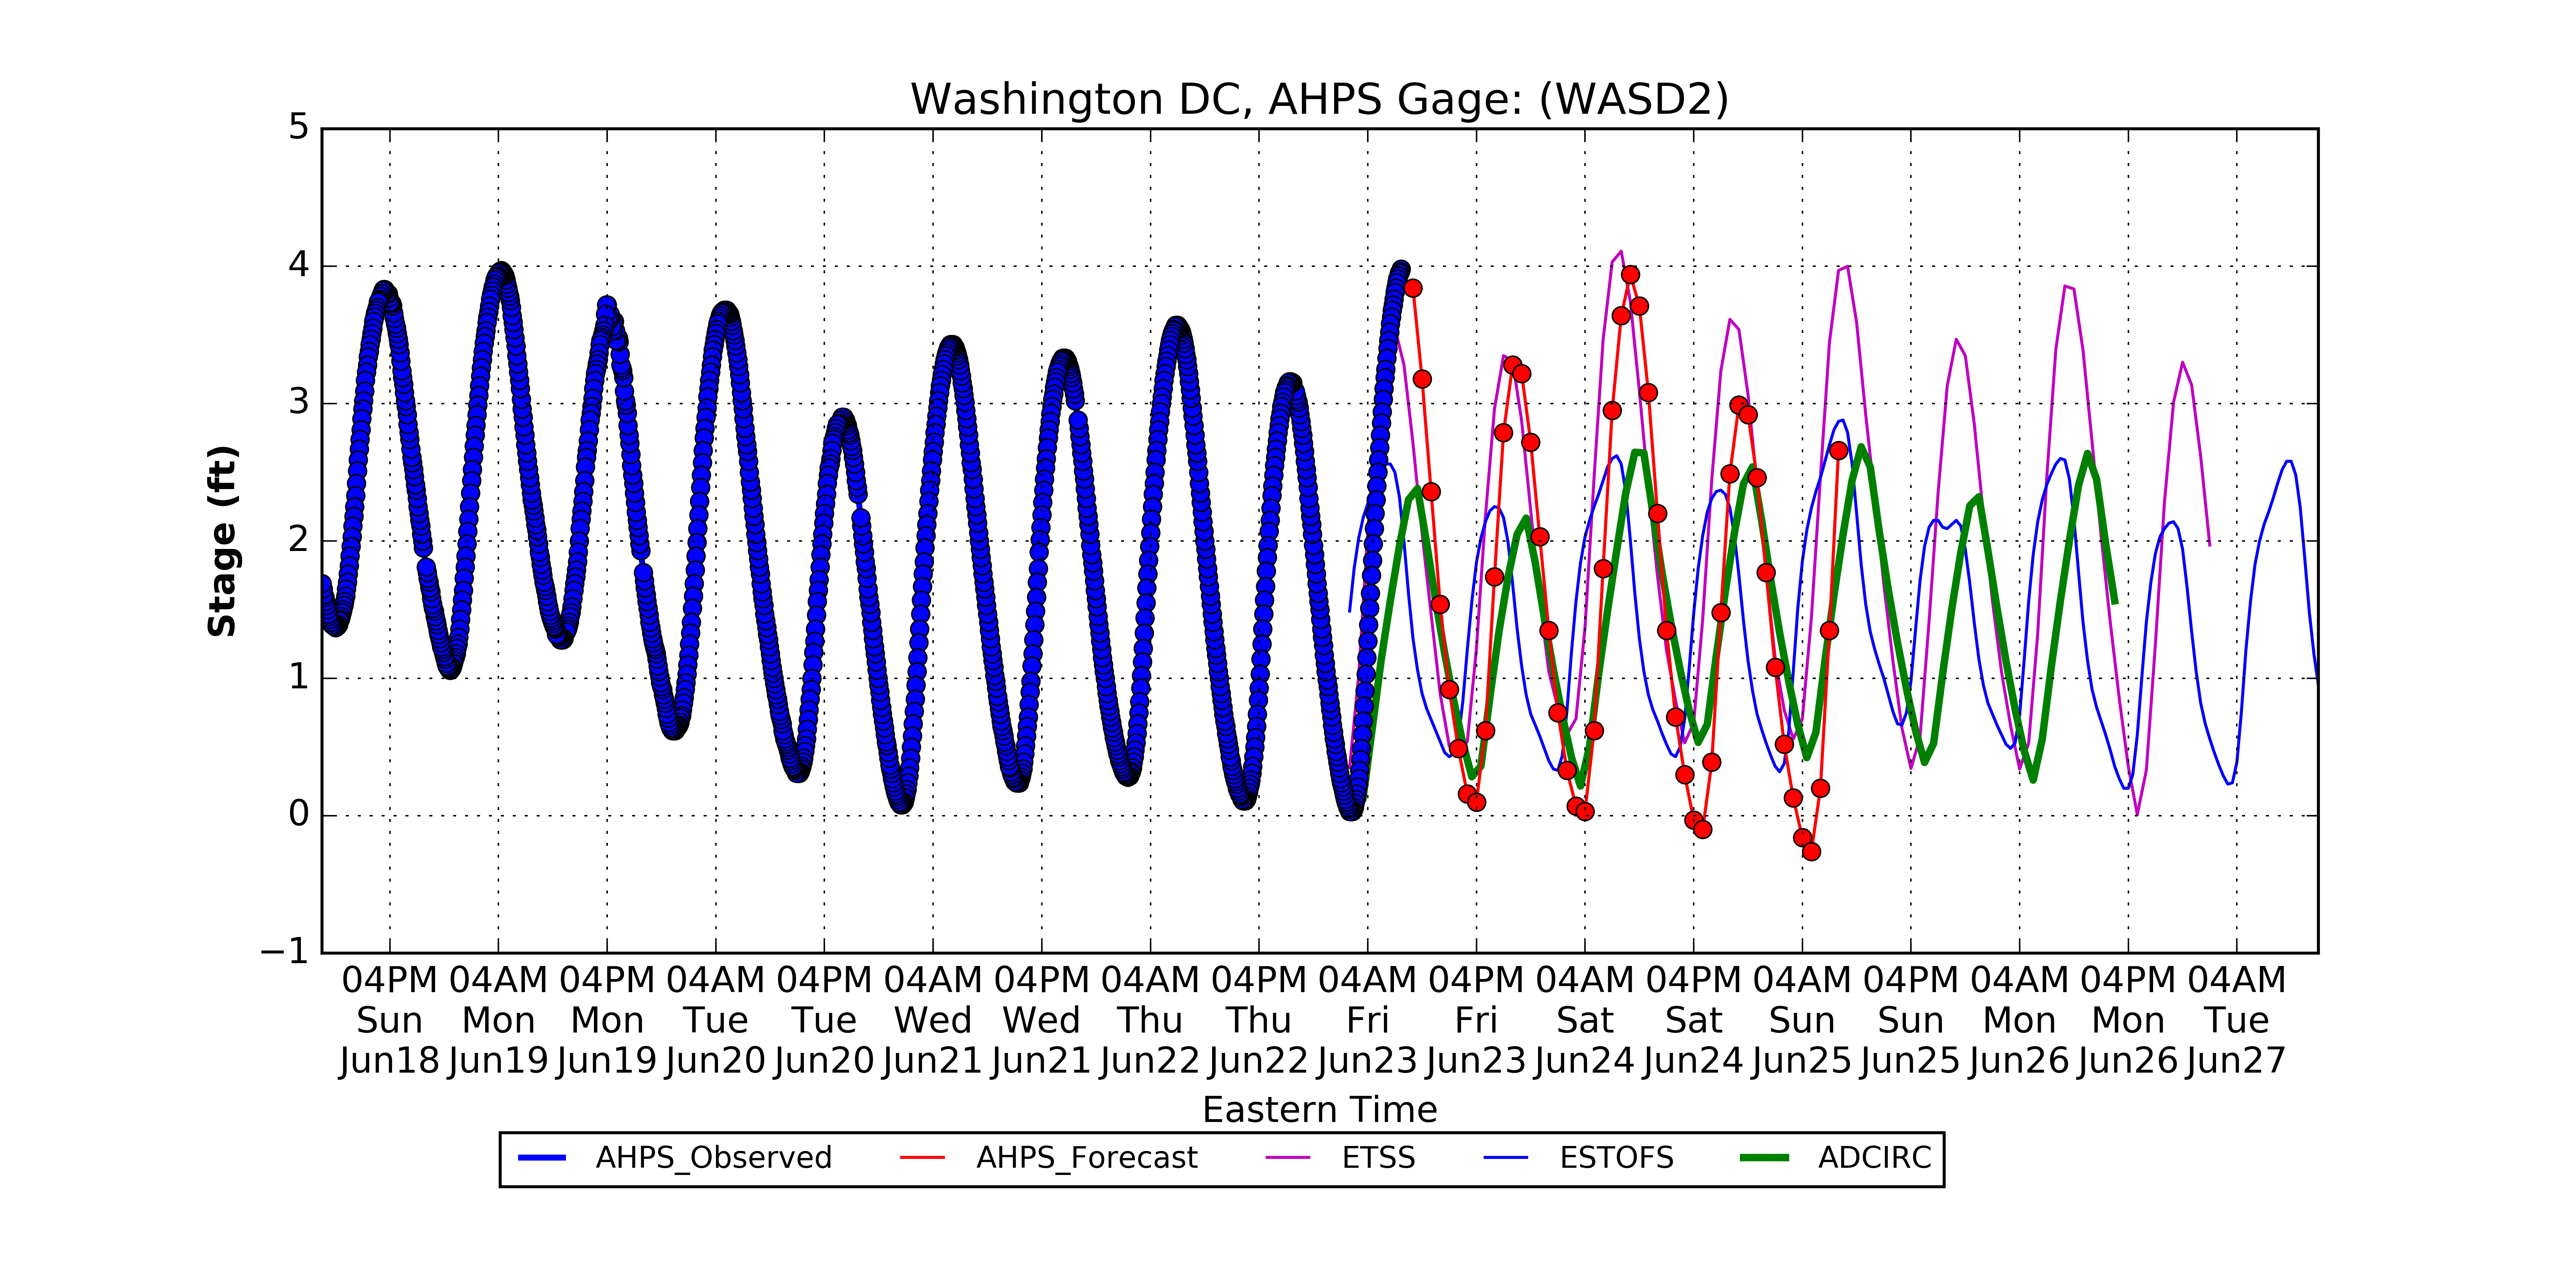 Washington DC, AHPS Gage: (WASD2)
5
4
3
2
1
0
−1
Stage (ft)
04PM 04AM 04PM 04AM 04PM 04AM 04PM 04AM 04PM 04AM 04PM 04AM 04PM 04AM 04PM 04AM 04PM 04AM
Sun Mon Mon Tue Tue Wed Wed Thu Thu Fri Fri Sat Sat Sun Sun Mon Mon Tue
Jun18 Jun19 Jun19 Jun20 Jun20 Jun21 Jun21 Jun22 Jun22 Jun23 Jun23 Jun24 Jun24 Jun25 Jun25 Jun26 Jun26 Jun27
Eastern Time
AHPS_Observed AHPS_Forecast ETSS ESTOFS ADCIRC